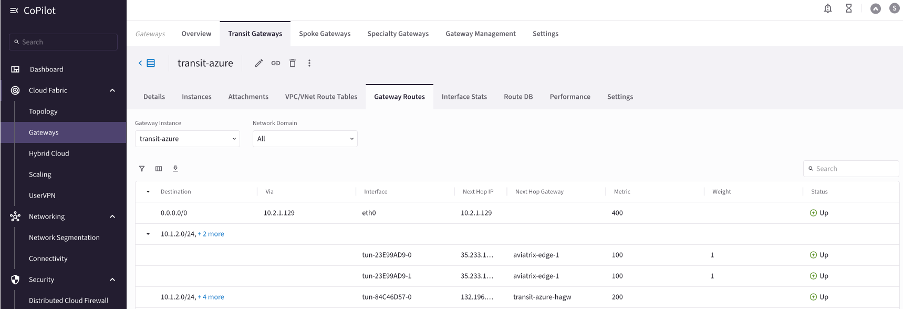 CoPilot
Search
Dashboard
Cloud Fabric
Topology
Gateways
Hybrid Cloud
Scaling
UserVPN
Networking
Network Segmentation
Connectivity
Security
Distributed Cloud Firewall
S
Gateways Overview Transit Gateways Spoke Gateways Specialty Gateways Gateway Management Settings
transit-azure
Details Instances Attachments VPC/VNet Route Tables Gateway Routes Interface Stats Route DB Performance Settings
Gateway Instance Network Domain
transit-azure All
Search
Destination Via Interface Next Hop IP Next Hop Gateway Metric Weight Status
0.0.0.0/0 10.2.1.129 eth0 10.2.1.129 400 Up
10.1.2.0/24, + 2 more
tun-23E99AD9-0 35.233.1... aviatrix-edge-1 100 1 Up
tun-23E99AD9-1 35.233.1... aviatrix-edge-1 100 1 Up
10.1.2.0/24, + 4 more tun-84C46D57-0 132.196.... transit-azure-hagw 200 Up